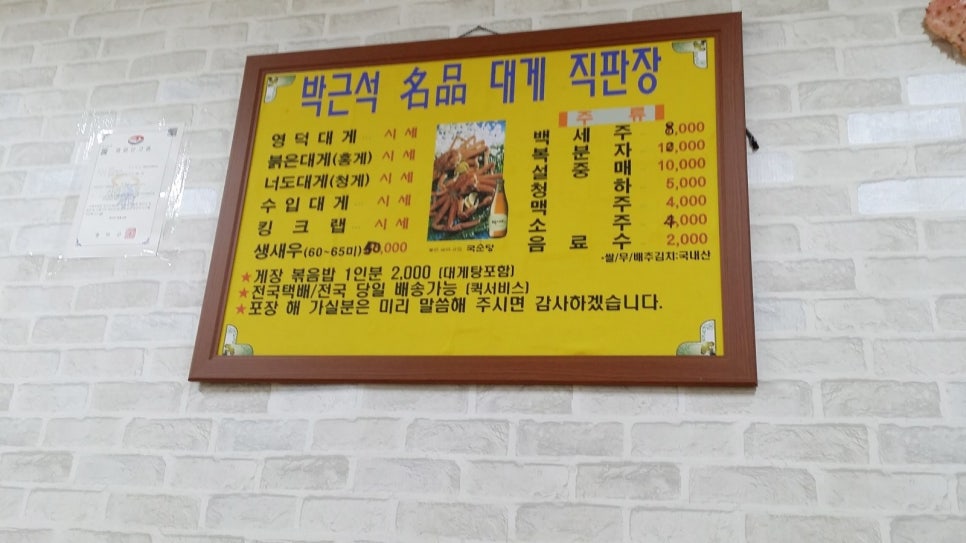 박근석 名品 대게 직판장
영덕대게 시세
붉은대게(홍게) 시세
너도대게(청게) 시세
수입대게 시세
킹크랩 시세
생새우(60~65미)
국순당
주류
백세주 8,000
복분자
설중매 10,000
청하 5,000
맥주 4,000
소주 4,000
음료수 2,000
-쌀/무/배추김치:국내산
★게장 볶음밥 1인분 2,000 (대게탕포함)
★전국택배/전국 당일 배송가능 (퀵서비스)
★포장 해 가실분은 미리 말씀해 주시면 감사하겠습니다.